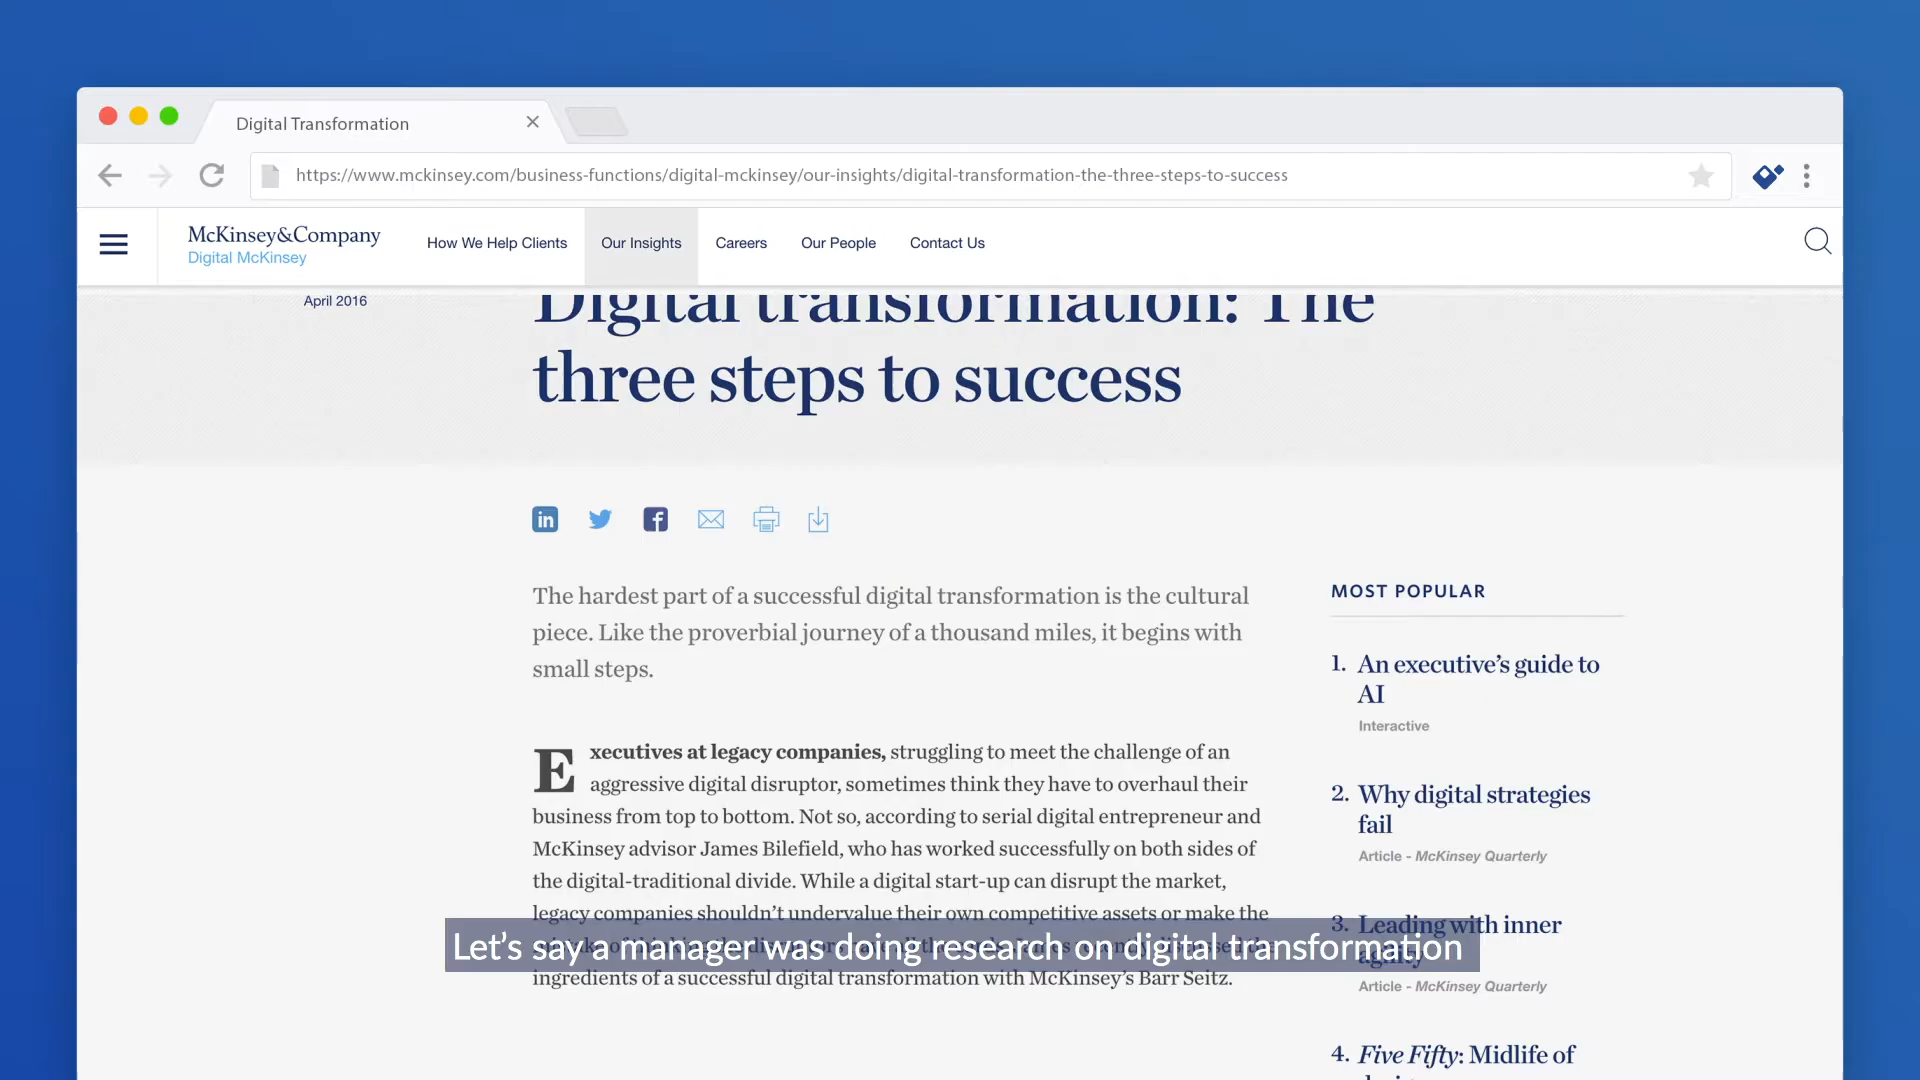 Digital Transformation
https://www.mckinsey.com/business-functions/digital-mckinsey/our-insights/digital-transformation-the-three-steps-to-success
McKinsey&Company
Digital McKinsey
How We Help Clients
Our Insights
Careers
Our People
Contact Us
April 2016
Digital transformation: The
three steps to success
in
f
The hardest part of a successful digital transformation is the cultural
piece. Like the proverbial journey of a thousand miles, it begins with
small steps.
Executives at legacy companies, struggling to meet the challenge of an
aggressive digital disruptor, sometimes think they have to overhaul their
business from top to bottom. Not so, according to serial digital entrepreneur and
McKinsey advisor James Bilefield, who has worked successfully on both sides of
the digital-traditional divide. While a digital start-up can disrupt the market,
legacy companies shouldn't undervalue their own competitive assets or make the
ingredients of a successful digital transformation with McKinsey's Barr Seitz.
MOST POPULAR
1. An executive's guide to
AI
Interactive
2. Why digital strategies
fail
Article - McKinsey Quarterly
3. Leading with inner
agility
Article - McKinsey Quarterly
4. Five Fifty: Midlife of
Let's say a manager was doing research on digital transformation